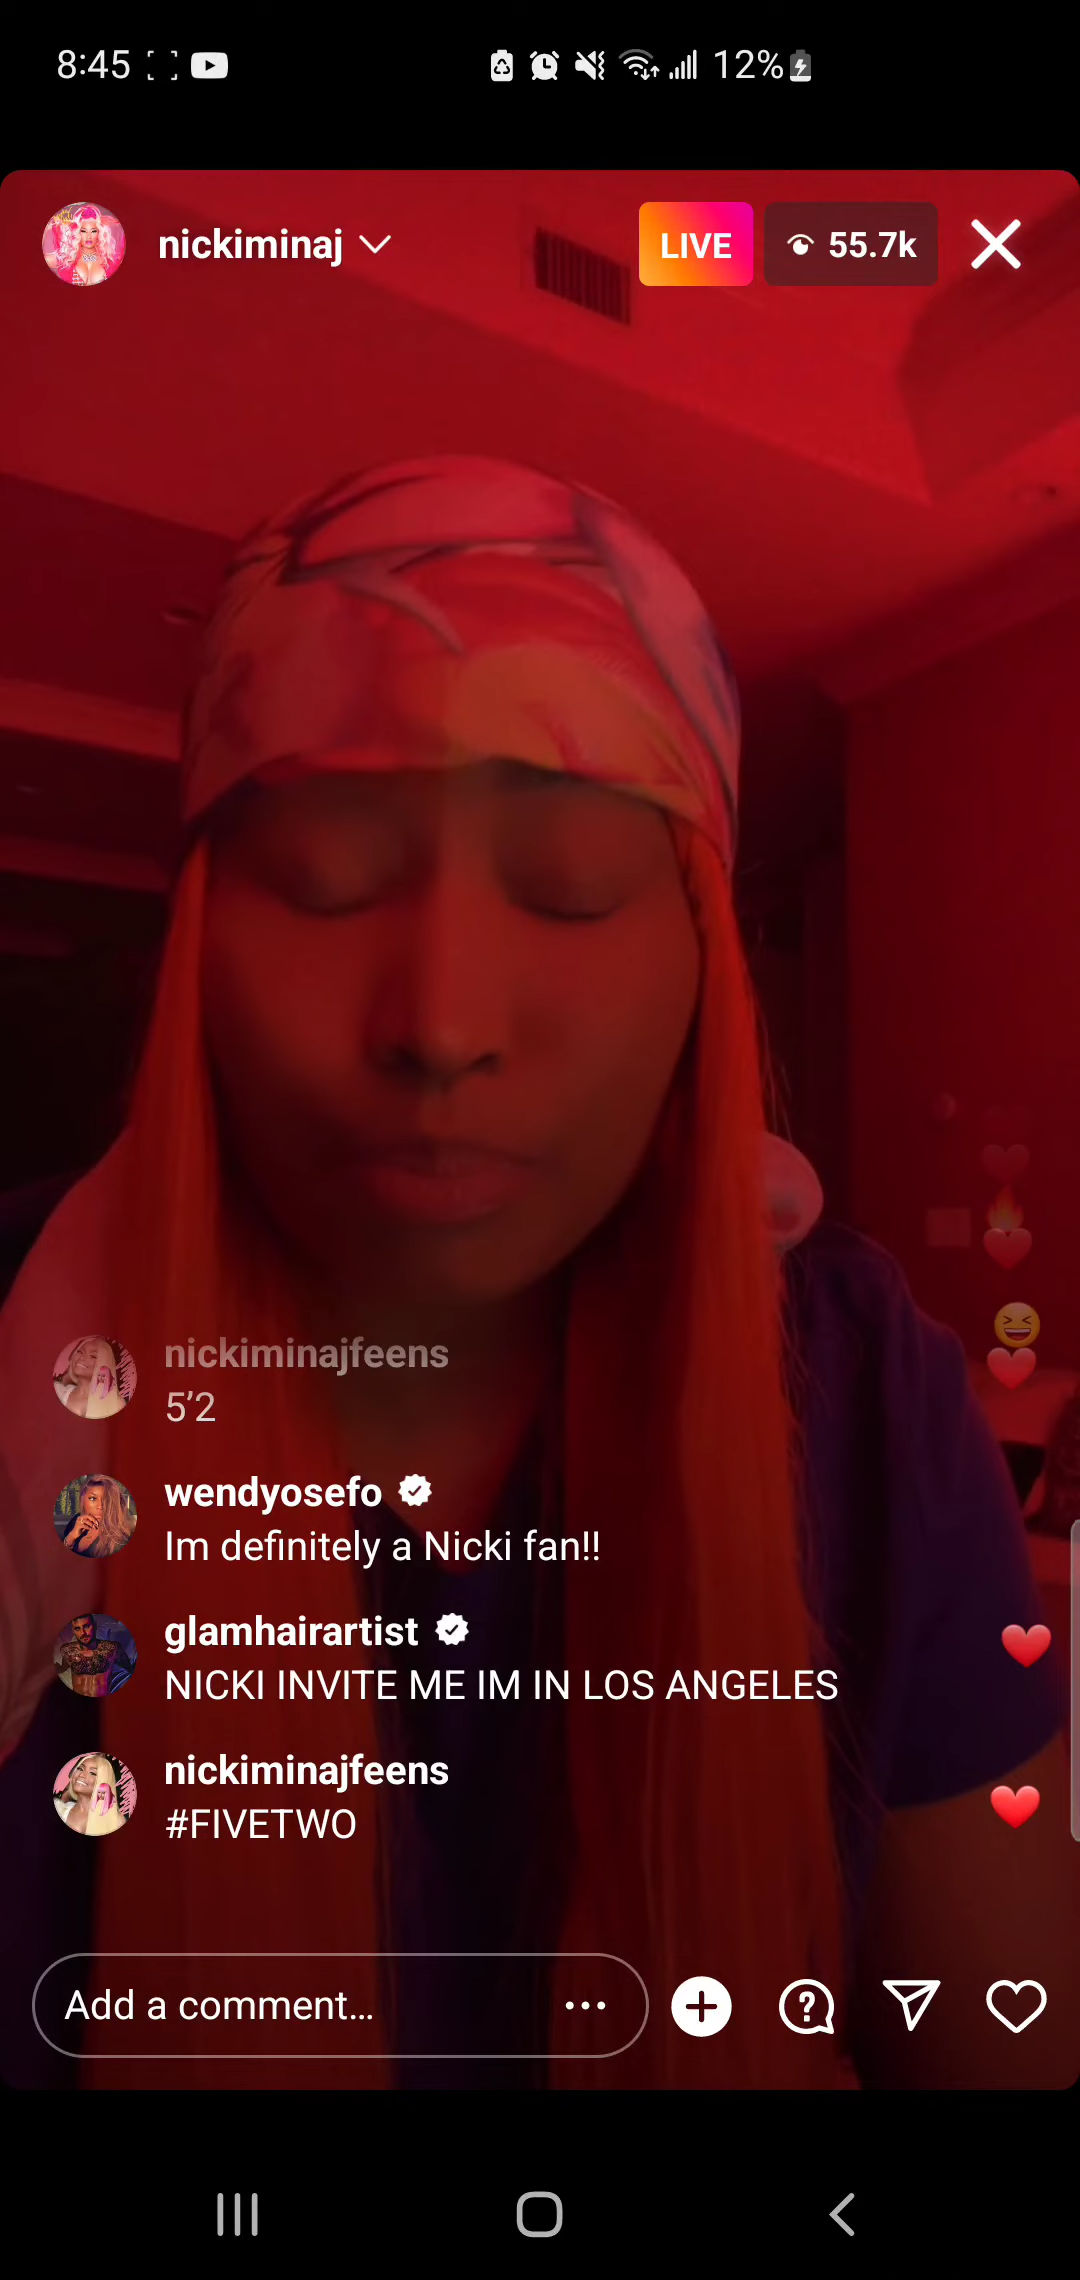 8:45
12%
nickiminaj
LIVE
55.7k
nickiminajfeens
5’2
wendyosefo
Im definitely a Nicki fan!!
glamhairartist
NICKI INVITE ME IM IN LOS ANGELES
nickiminajfeens
#FIVETWO
Add a comment...